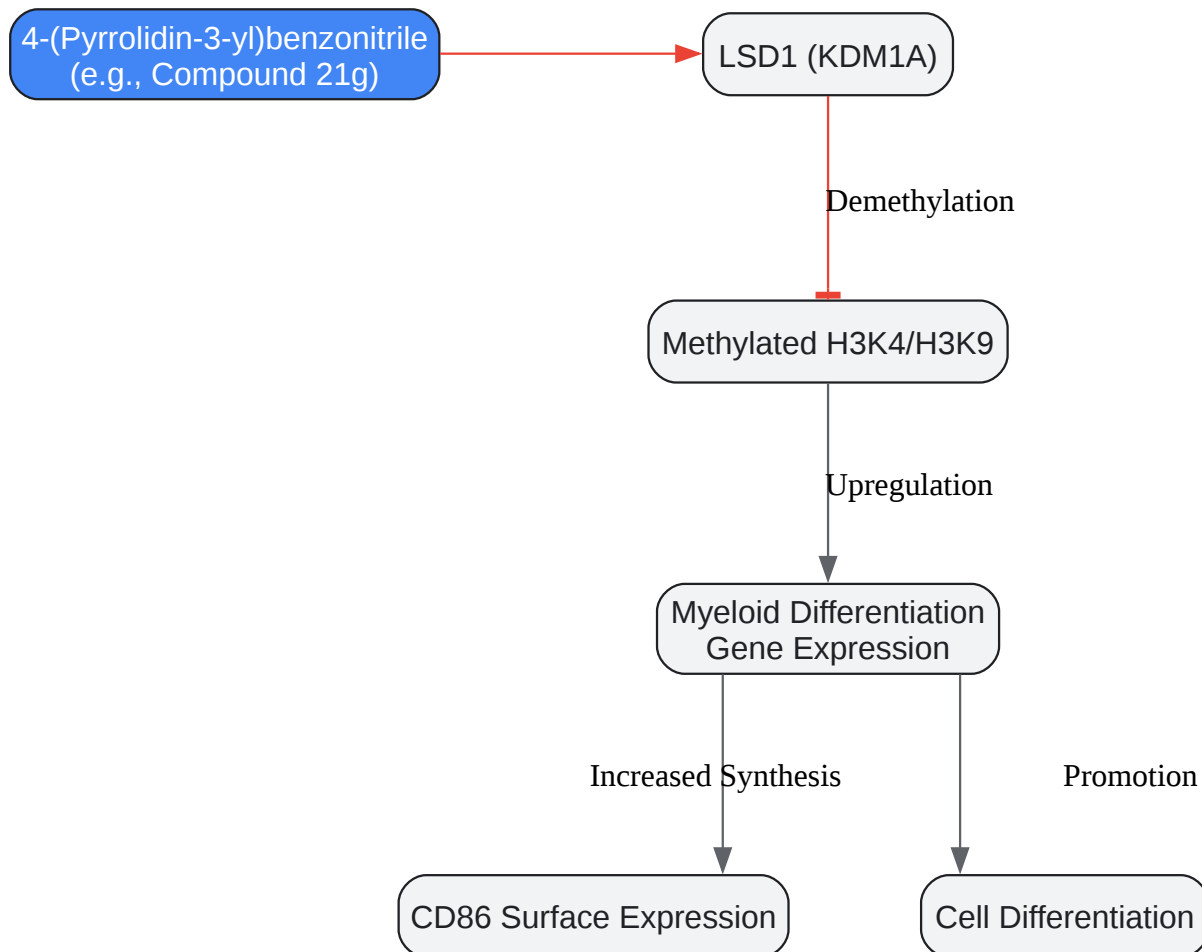 4-(Pyrrolidin-3-yl)benzonitrile
(e.g., Compound 21g)
LSD1 (KDM1A)
Demethylation
Methylated H3K4/H3K9
Upregulation
Myeloid Differentiation
Gene Expression
Increased Synthesis
Promotion
CD86 Surface Expression
Cell Differentiation